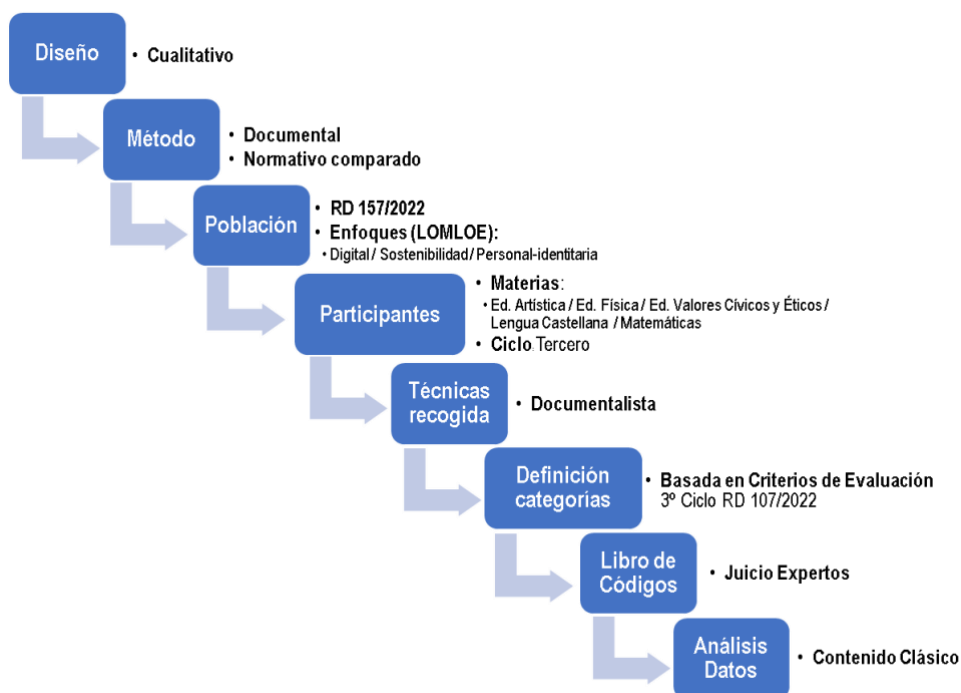 Diseño
• Cualitativo
Método
• Documental
• Normativo comparado
Población
• RD 157/2022
• Enfoques (LOMLOE):
• Digital / Sostenibilidad / Personal-identitaria
Participantes
• Materias:
• Ed. Artística / Ed. Física / Ed. Valores Cívicos y Éticos /
Lengua Castellana / Matemáticas
• Ciclo Tercero
Técnicas
recogida
• Documentalista
Definición
categorías
• Basada en Criterios de Evaluación
3º Ciclo RD 107/2022
Libro de
Códigos
• Juicio Expertos
Análisis
Datos
• Contenido Clásico